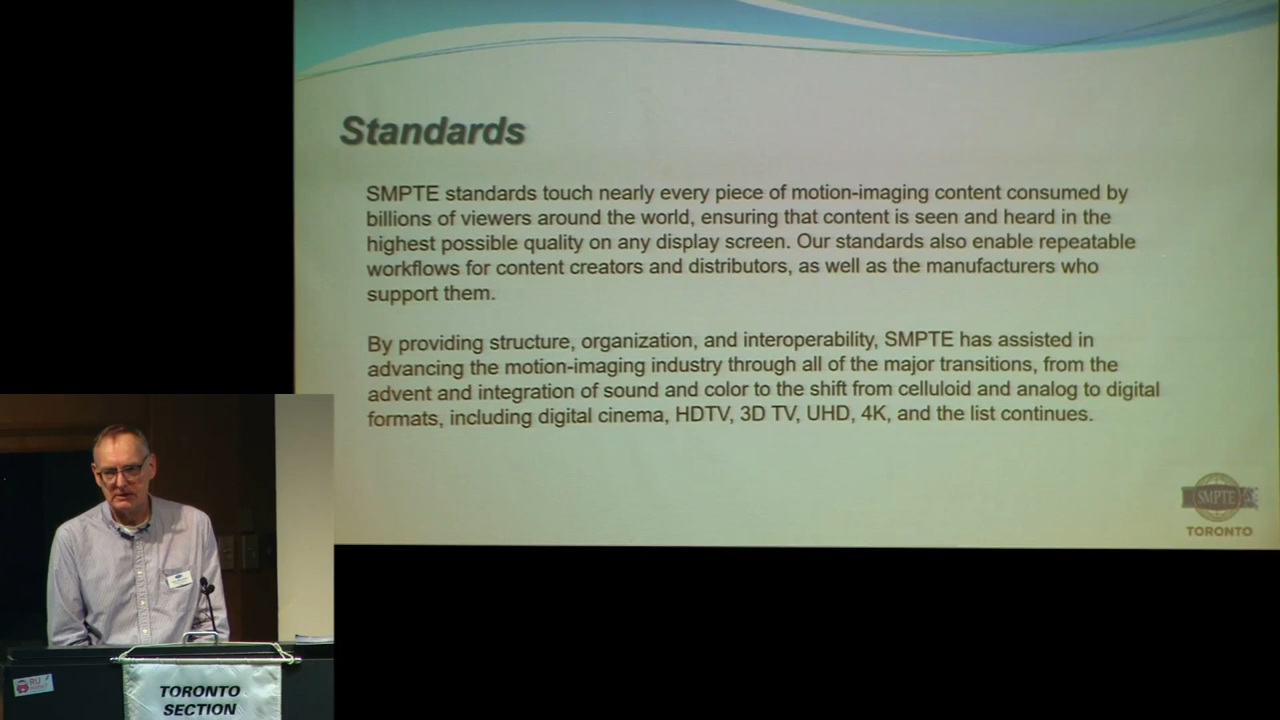 Standards
SMPTE standards touch nearly every piece of motion-imaging content consumed by
billions of viewers around the world, ensuring that content is seen and heard in the
highest possible quality on any display screen. Our standards also enable repeatable
workflows for content creators and distributors, as well as the manufacturers who
support them.
By providing structure, organization, and interoperability, SMPTE has assisted in
advancing the motion-imaging industry through all of the major transitions, from the
advent and integration of sound and color to the shift from celluloid and analog to digital
formats, including digital cinema, HDTV, 3D TV, UHD, 4K, and the list continues.
SMPTE
TORONTO
RU
TORONTO
SECTION